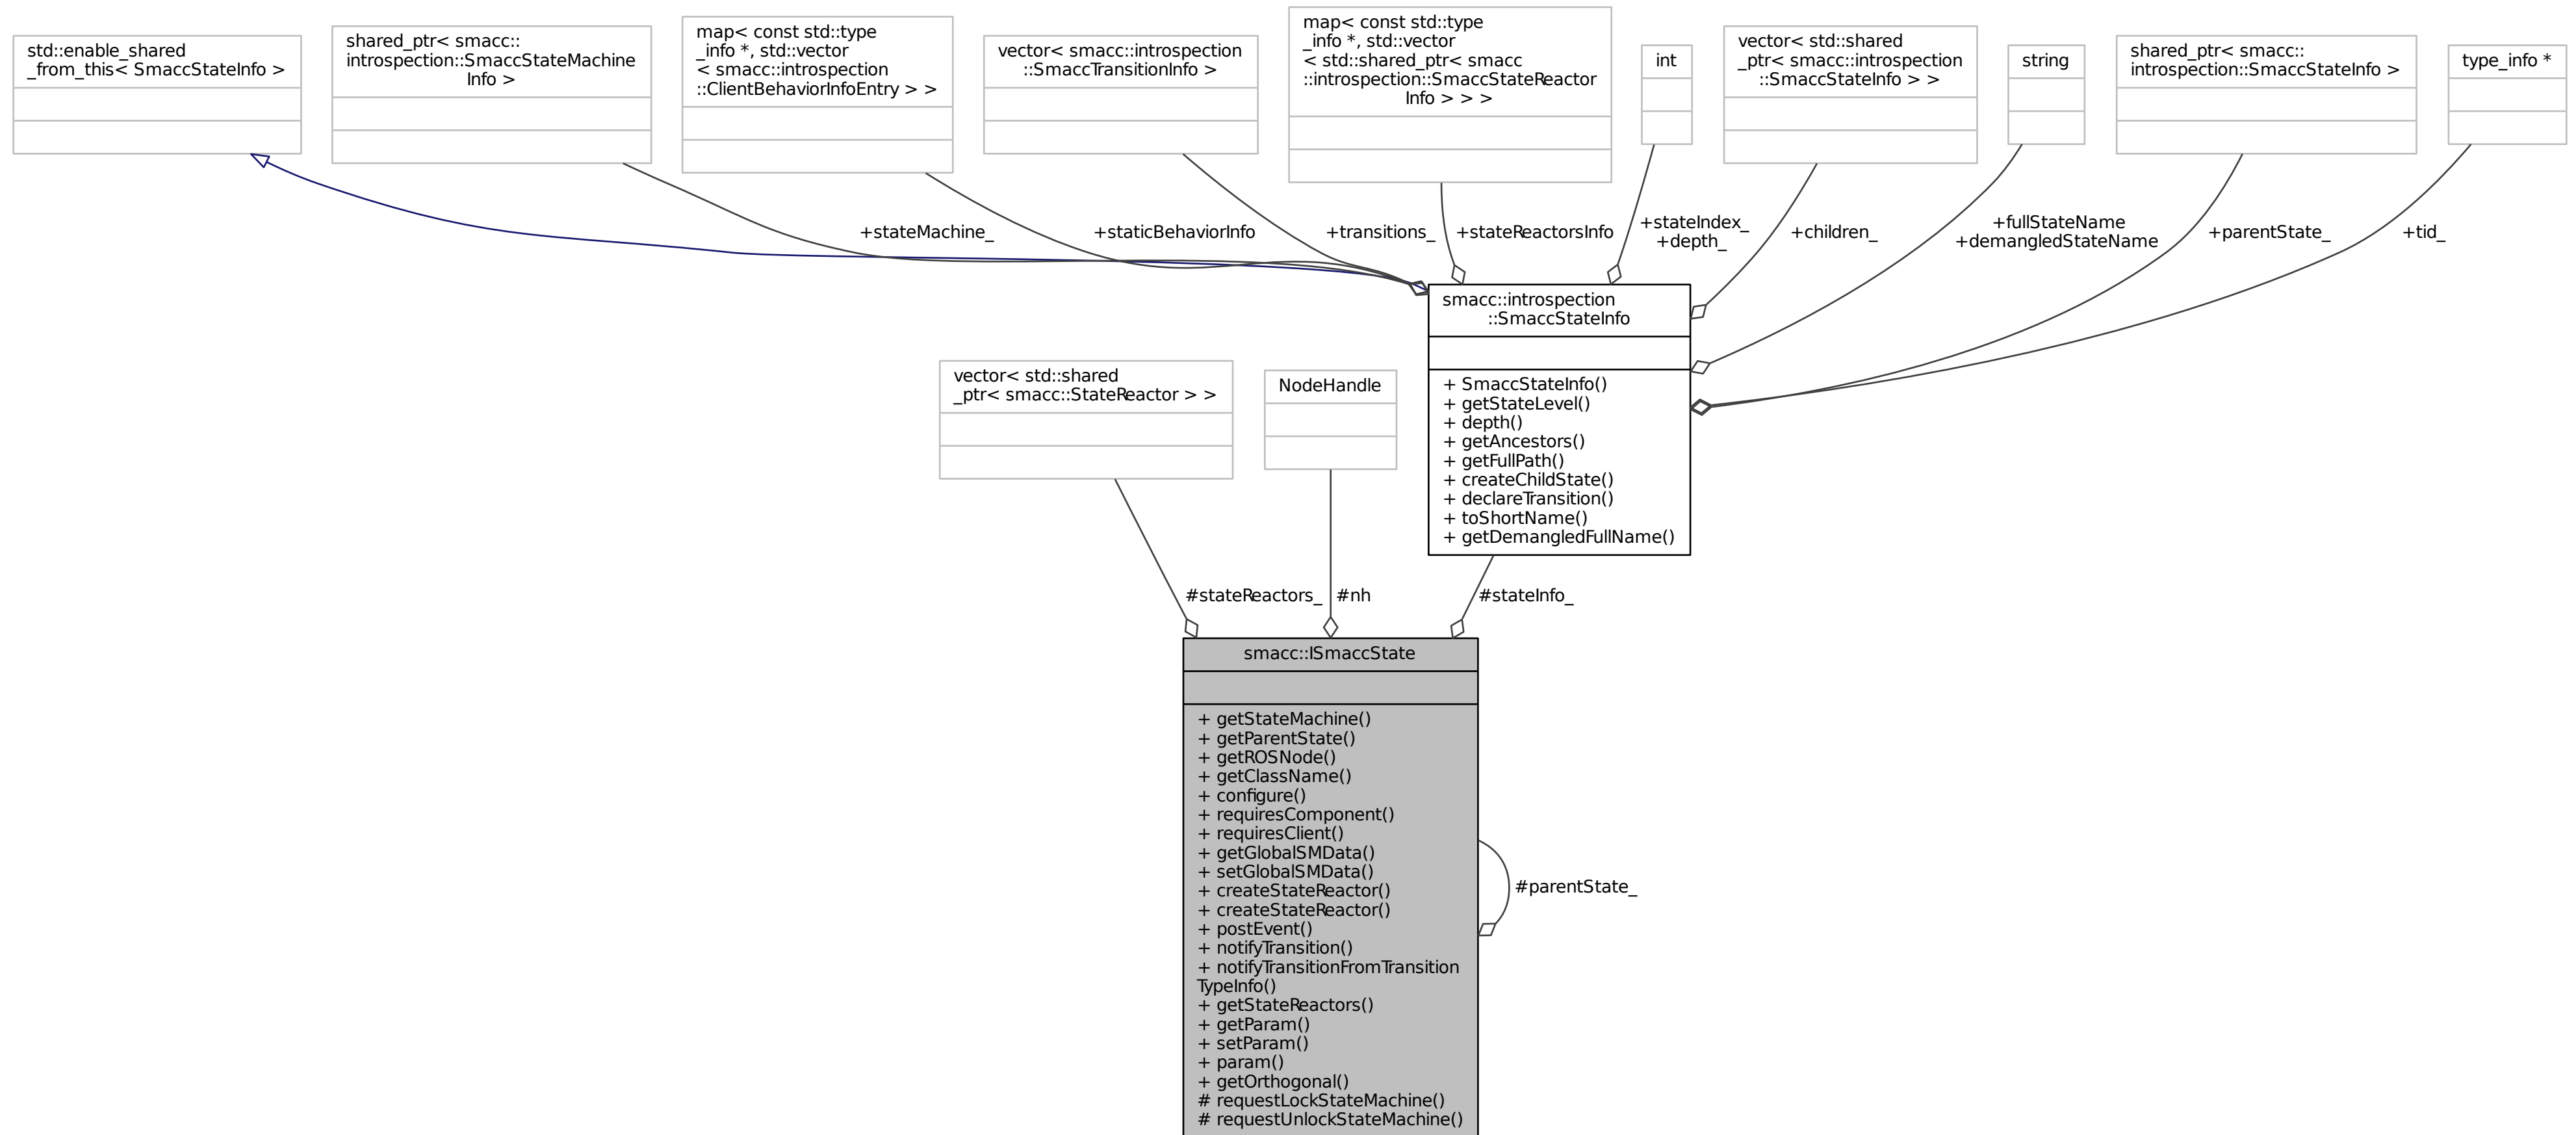 std::enable_shared
_from_this< SmaccStateInfo >
shared_ptr< smacc::
introspection::SmaccStateMachine
Info >
map< const std::type
_info *, std::vector
< smacc::introspection
::ClientBehaviorInfoEntry > >
vector< smacc::introspection
::SmaccTransitionInfo >
map< const std::type
_info *, std::vector
< std::shared_ptr< smacc
::introspection::SmaccStateReactor
Info > > >
int
vector< std::shared
_ptr< smacc::introspection
::SmaccStateInfo > >
string
shared_ptr< smacc::
introspection::SmaccStateInfo >
type_info *
+stateMachine_
+staticBehaviorInfo
+transitions_
+stateReactorsInfo
+stateIndex_
+depth_
+children_
+fullStateName
+demangledStateName
+parentState_
+tid_
smacc::introspection
::SmaccStateInfo
+ SmaccStateInfo()
+ getStateLevel()
+ depth()
+ getAncestors()
+ getFullPath()
+ createChildState()
+ declareTransition()
+ toShortName()
+ getDemangledFullName()
vector< std::shared
_ptr< smacc::StateReactor > >
NodeHandle
#stateReactors_
#nh
#stateInfo_
smacc::ISmaccState
+ getStateMachine()
+ getParentState()
+ getROSNode()
+ getClassName()
+ configure()
+ requiresComponent()
+ requiresClient()
+ getGlobalSMData()
+ setGlobalSMData()
+ createStateReactor()
+ createStateReactor()
+ postEvent()
+ notifyTransition()
+ notifyTransitionFromTransition
TypeInfo()
+ getStateReactors()
+ getParam()
+ setParam()
+ param()
+ getOrthogonal()
# requestLockStateMachine()
# requestUnlockStateMachine()
#parentState_